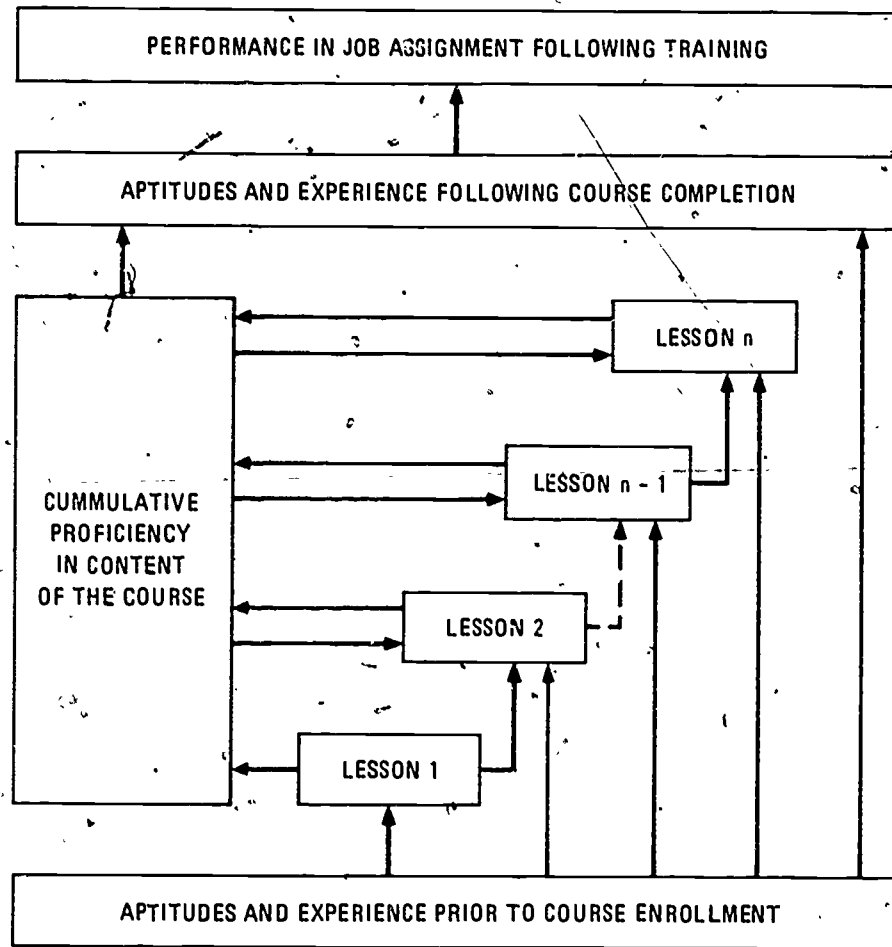 PERFORMANCE IN JOB ASSIGNMENT FOLLOWING TRAINING
APTITUDES AND EXPERIENCE FOLLOWING COURSE COMPLETION
LESSON n
LESSON n - 1
CUMMULATIVE
PROFICIENCY
IN CONTENT
OF THE COURSE
LESSON 2
LESSON 1
APTITUDES AND EXPERIENCE PRIOR TO COURSE ENROLLMENT